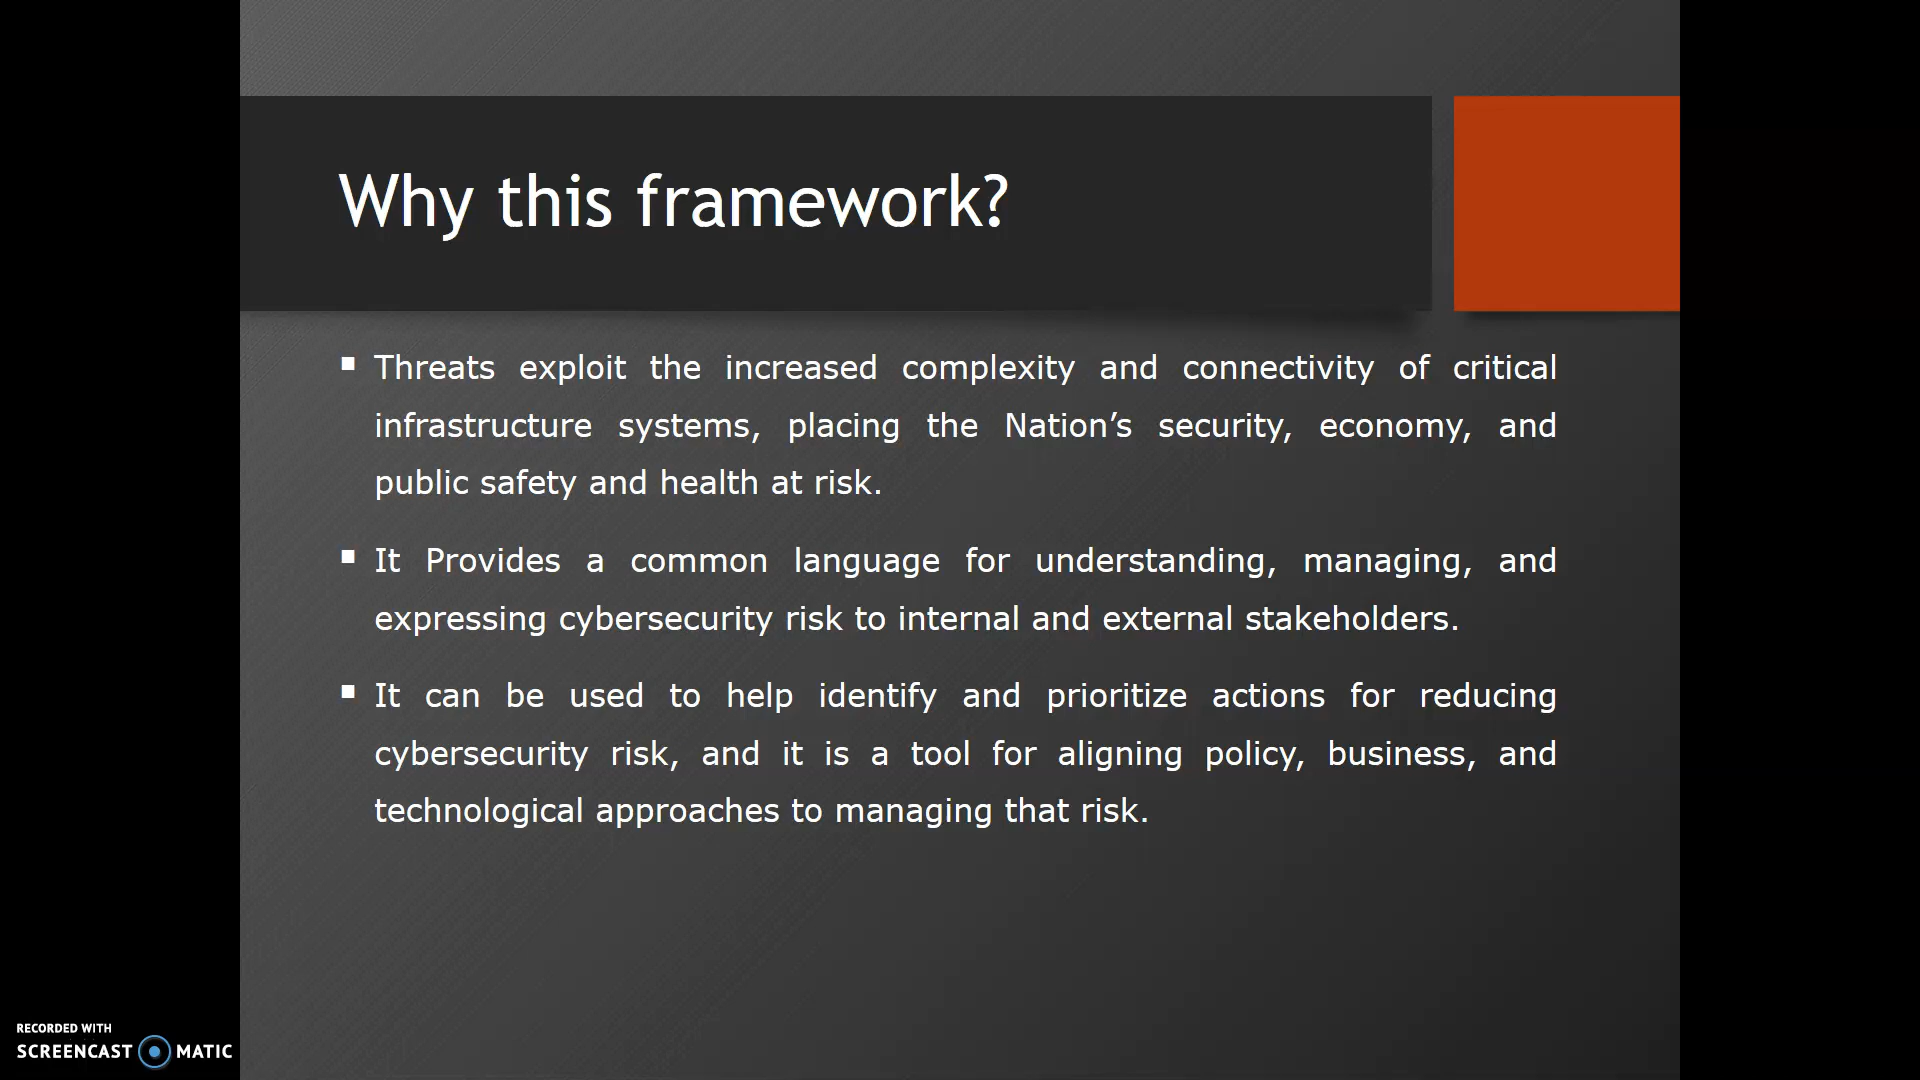 Why this framework?
▪ Threats exploit the increased complexity and connectivity of critical
infrastructure systems, placing the Nation’s security, economy, and
public safety and health at risk.
▪ It Provides a common language for understanding, managing, and
expressing cybersecurity risk to internal and external stakeholders.
▪ It can be used to help identify and prioritize actions for reducing
cybersecurity risk, and it is a tool for aligning policy, business, and
technological approaches to managing that risk.
RECORDED WITH
SCREENCAST MATIC